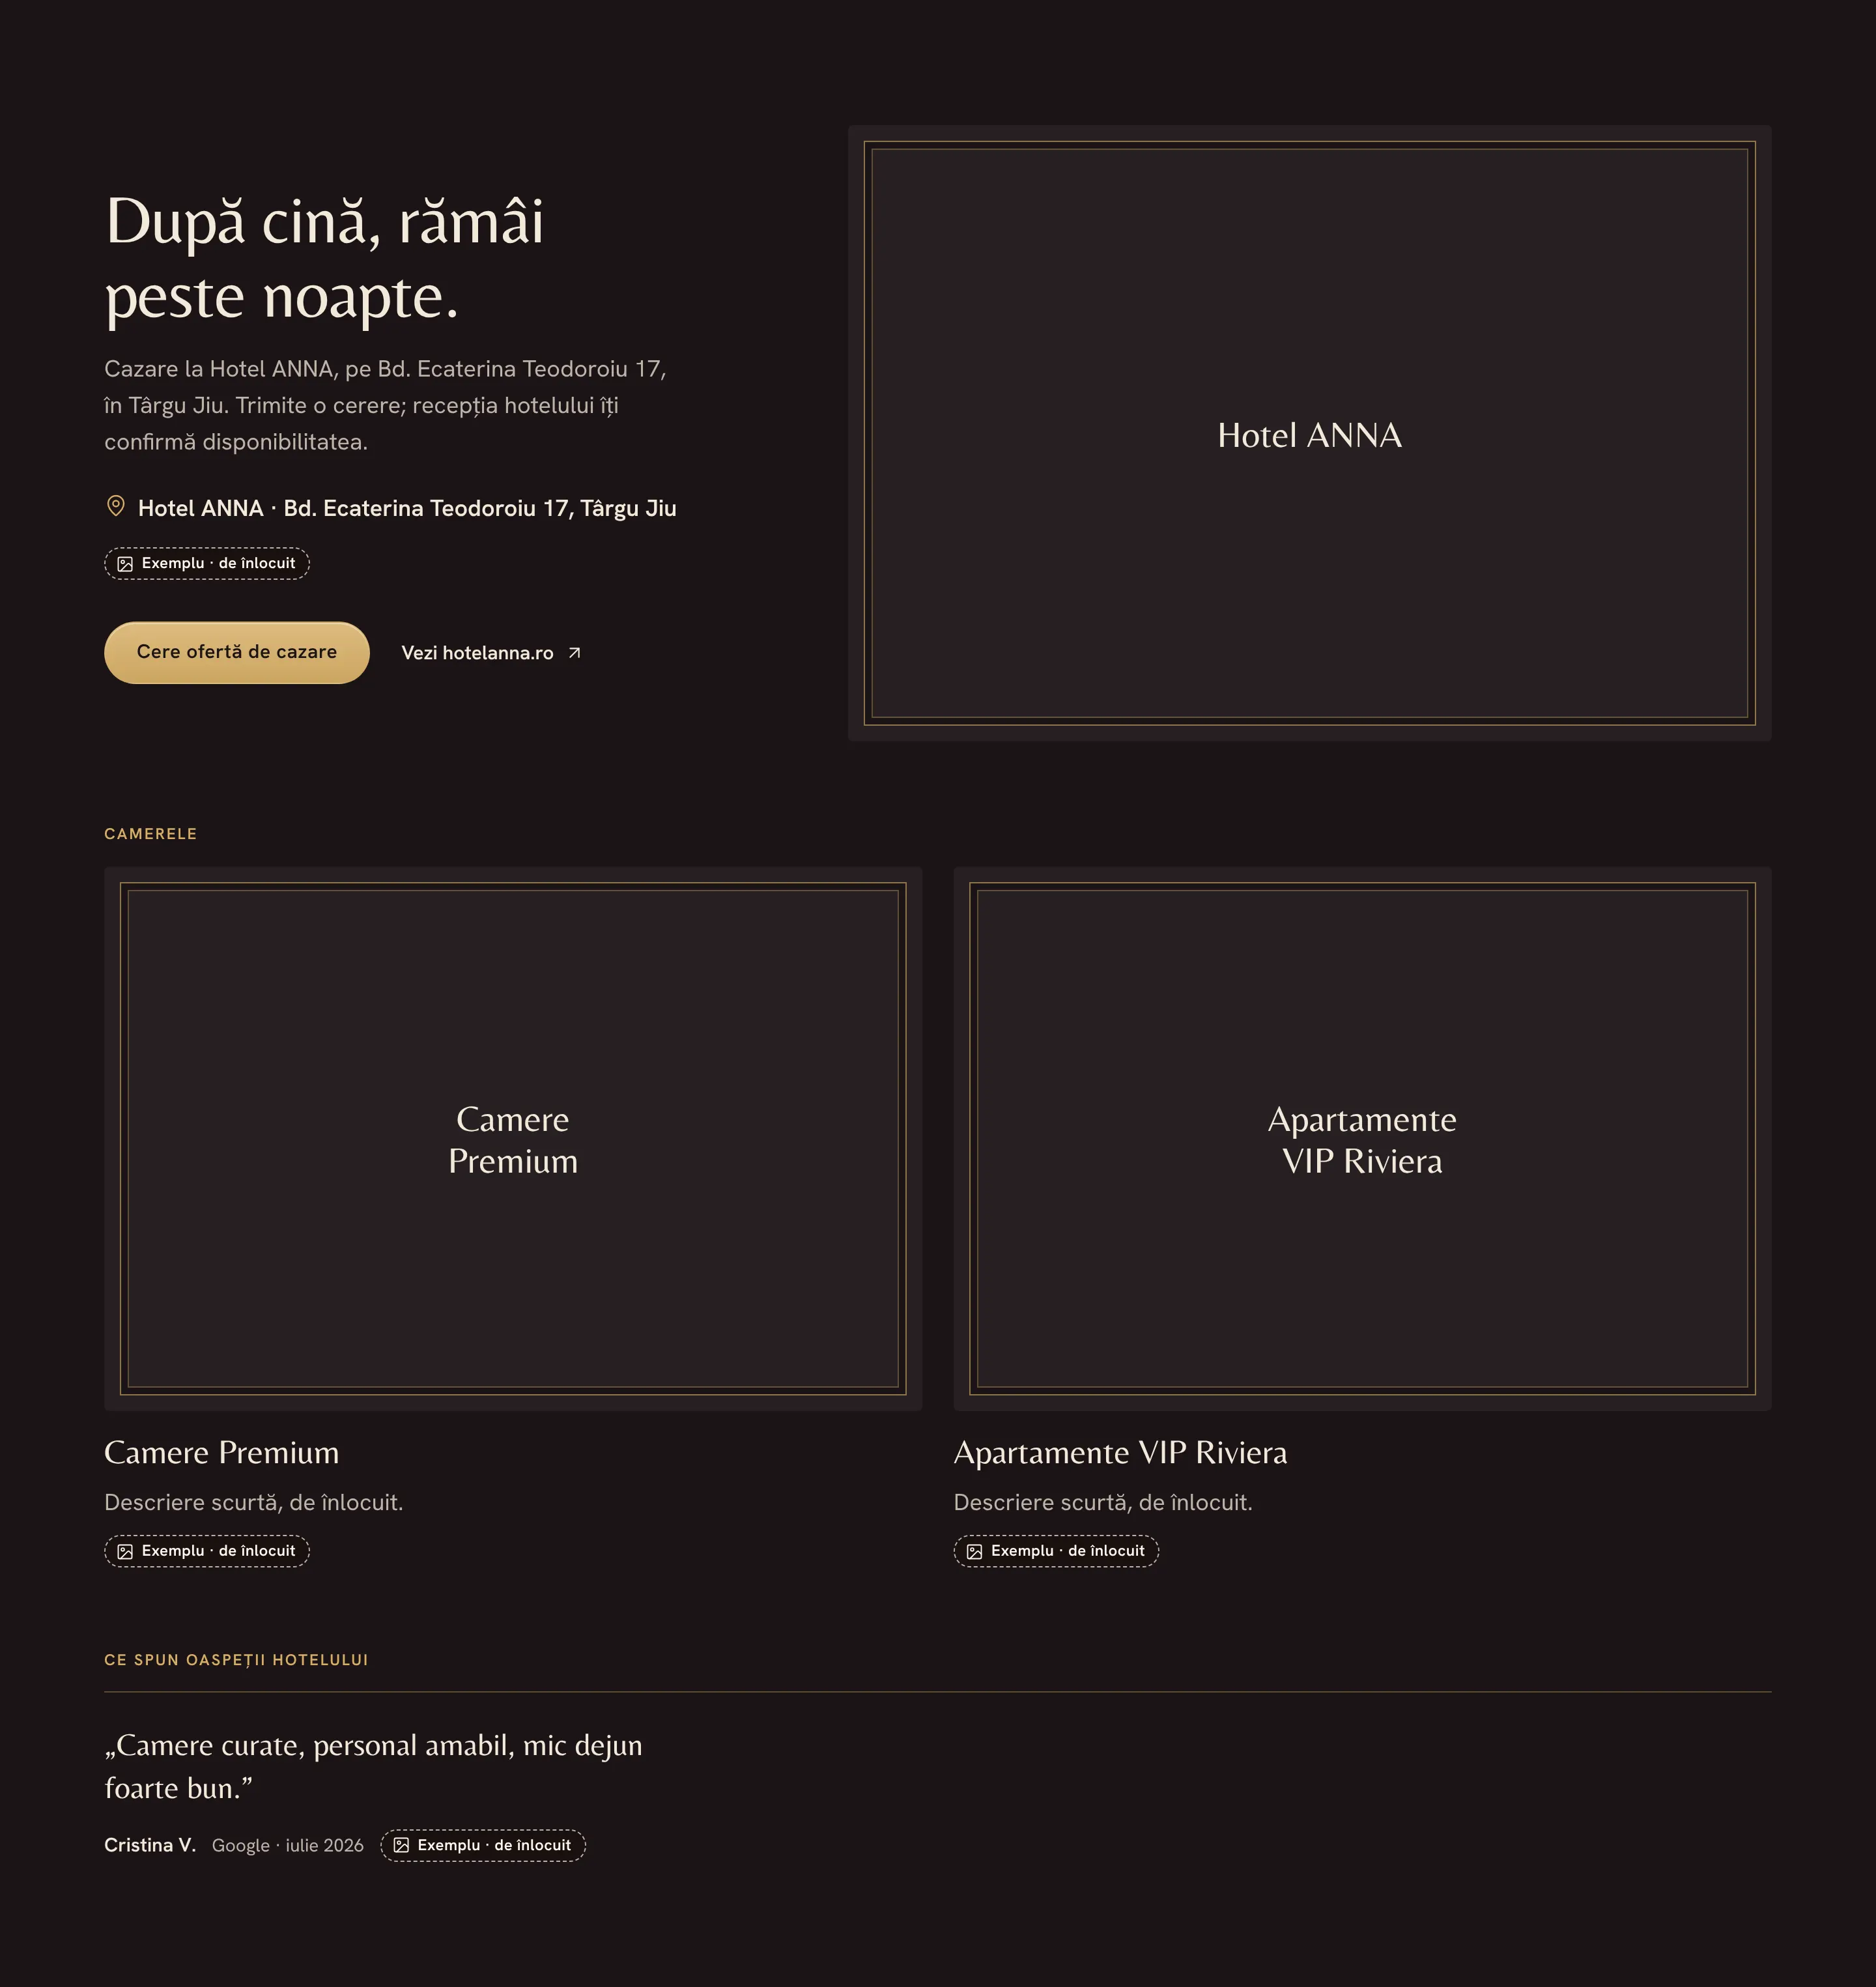 După cină, rămâi
peste noapte.
Cazare la Hotel ANNA, pe Bd. Ecaterina Teodoroiu 17,
în Târgu Jiu. Trimite o cerere; recepția hotelului îți
confirmă disponibilitatea.
Hotel ANNA · Bd. Ecaterina Teodoroiu 17, Târgu Jiu
Exemplu · de înlocuit
Cere ofertă de cazare
Vezi hotelanna.ro
Hotel ANNA
CAMERELE
Camere
Premium
Camere Premium
Descriere scurtă, de înlocuit.
Exemplu · de înlocuit
Apartamente
VIP Riviera
Apartamente VIP Riviera
Descriere scurtă, de înlocuit.
Exemplu · de înlocuit
CE SPUN OASPEȚII HOTELULUI
„Camere curate, personal amabil, mic dejun
foarte bun.”
Cristina V. Google · iulie 2026 Exemplu · de înlocuit